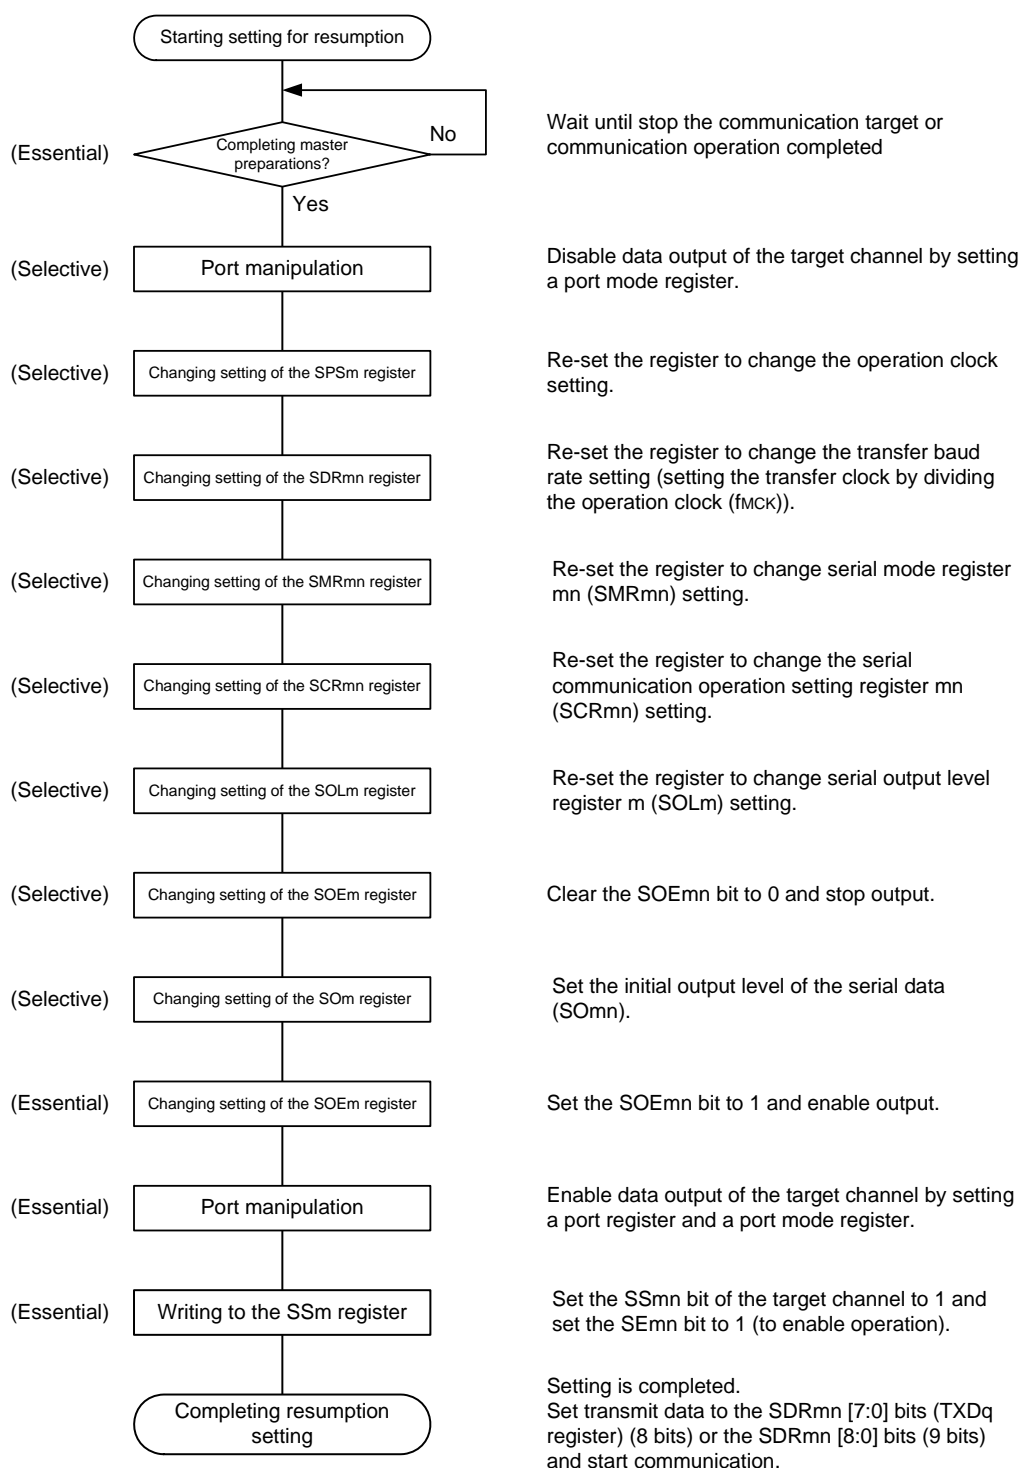 Starting setting for resumption
(Essential)
Completing master
preparations?
No
Yes
Wait until stop the communication target or
communication operation completed
(Selective)
Port manipulation
Disable data output of the target channel by setting
a port mode register.
(Selective)
Changing setting of the SPSm register
Re-set the register to change the operation clock
setting.
(Selective)
Changing setting of the SDRmn register
Re-set the register to change the transfer baud
rate setting (setting the transfer clock by dividing
the operation clock (fMCK)).
(Selective)
Changing setting of the SMRmn register
Re-set the register to change serial mode register
mn (SMRmn) setting.
(Selective)
Changing setting of the SCRmn register
Re-set the register to change the serial
communication operation setting register mn
(SCRmn) setting.
(Selective)
Changing setting of the SOLm register
Re-set the register to change serial output level
register m (SOLm) setting.
(Selective)
Changing setting of the SOEm register
Clear the SOEmn bit to 0 and stop output.
(Selective)
Changing setting of the SOm register
Set the initial output level of the serial data
(SOmn).
(Essential)
Changing setting of the SOEm register
Set the SOEmn bit to 1 and enable output.
(Essential)
Port manipulation
Enable data output of the target channel by setting
a port register and a port mode register.
(Essential)
Writing to the SSm register
Set the SSmn bit of the target channel to 1 and
set the SEmn bit to 1 (to enable operation).
Completing resumption
setting
Setting is completed.
Set transmit data to the SDRmn [7:0] bits (TXDq
register) (8 bits) or the SDRmn [8:0] bits (9 bits)
and start communication.